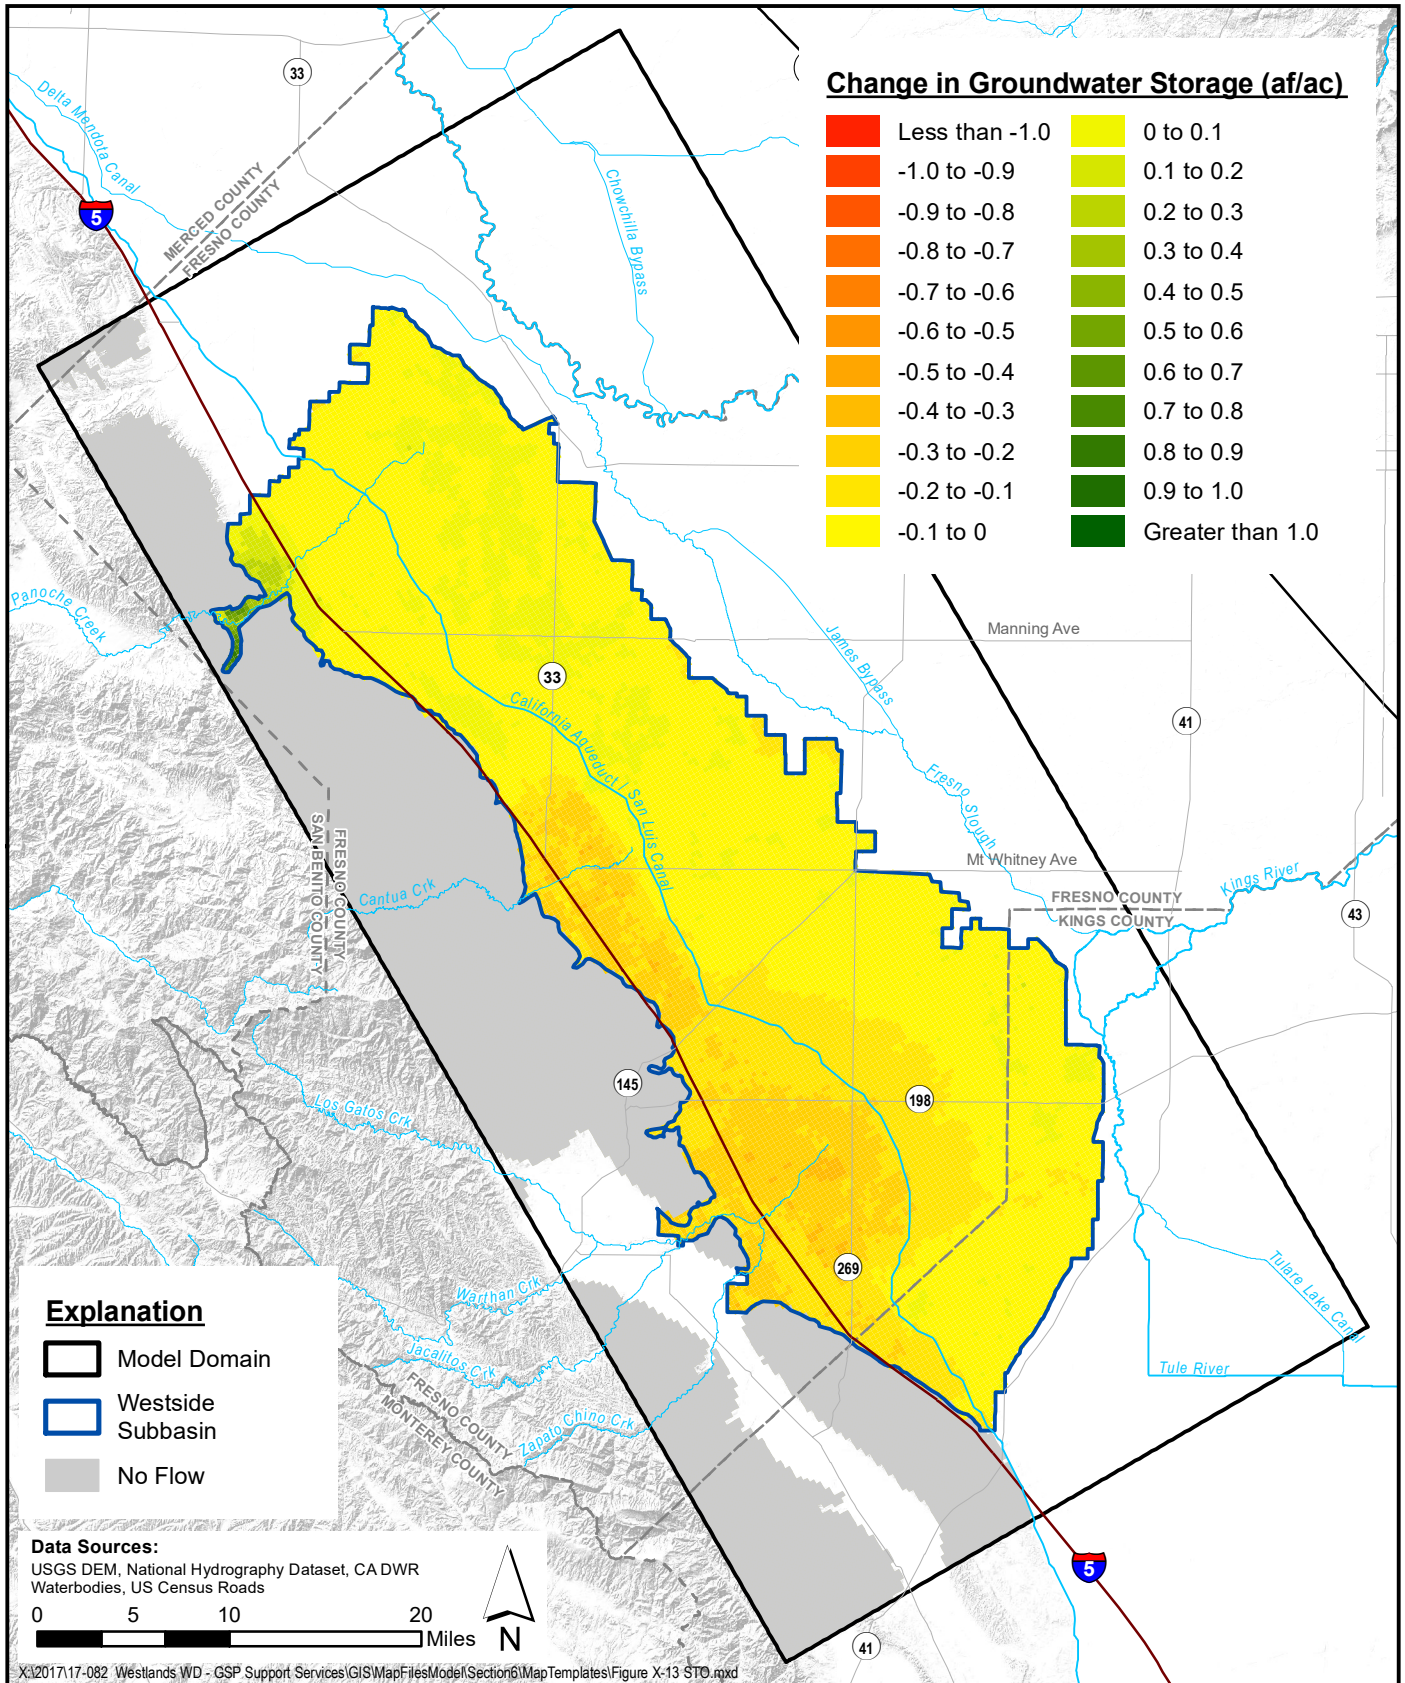 Change in Groundwater Storage (af/ac)
Less than -1.0
-1.0 to -0.9
-0.9 to -0.8
-0.8 to -0.7
-0.7 to -0.6
-0.6 to -0.5
-0.5 to -0.4
-0.4 to -0.3
-0.3 to -0.2
-0.2 to -0.1
-0.1 to 0
0 to 0.1
0.1 to 0.2
0.2 to 0.3
0.3 to 0.4
0.4 to 0.5
0.5 to 0.6
0.6 to 0.7
0.7 to 0.8
0.8 to 0.9
0.9 to 1.0
Greater than 1.0
33
Delta Mendota Canal
5
MERCED COUNTY
FRESNO COUNTY
Chowchilla Bypass
Panoche Creek
Manning Ave
James Bypass
33
41
California Aqueduct / San Luis Canal
Fresno Slough
SAN BENITO COUNTY
FRESNO COUNTY
Mt Whitney Ave
Cantua Crk
FRESNO COUNTY
KINGS COUNTY
Kings River
43
145
198
Los Gatos Crk
269
Warthan Crk
Tulare Lake Canal
Jacalitos Crk
Tule River
FRESNO COUNTY
MONTEREY COUNTY
Zapato Chino Crk
5
41
Explanation
Model Domain
Westside
Subbasin
No Flow
Data Sources:
USGS DEM, National Hydrography Dataset, CA DWR
Waterbodies, US Census Roads
0 5 10 20
Miles
N
X:\2017\17-082 Westlands WD - GSP Support Services\GIS\MapFilesModel\Section6\MapTemplates\Figure X-13 STO.mxd